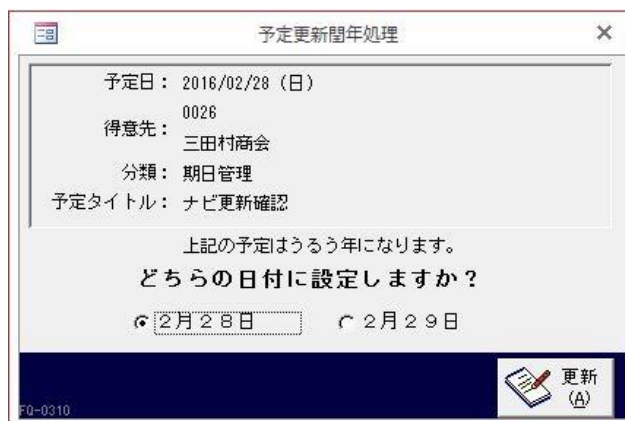 予定更新閏年処理
予定日： 2016/02/28 (日)
得意先： 0026
三田村商会
分類： 期日管理
予定タイトル： ナビ更新確認
上記の予定はうるう年になります。
どちらの日付に設定しますか？
２月２８日 ２月２９日
更新
(A)
FQ-0310